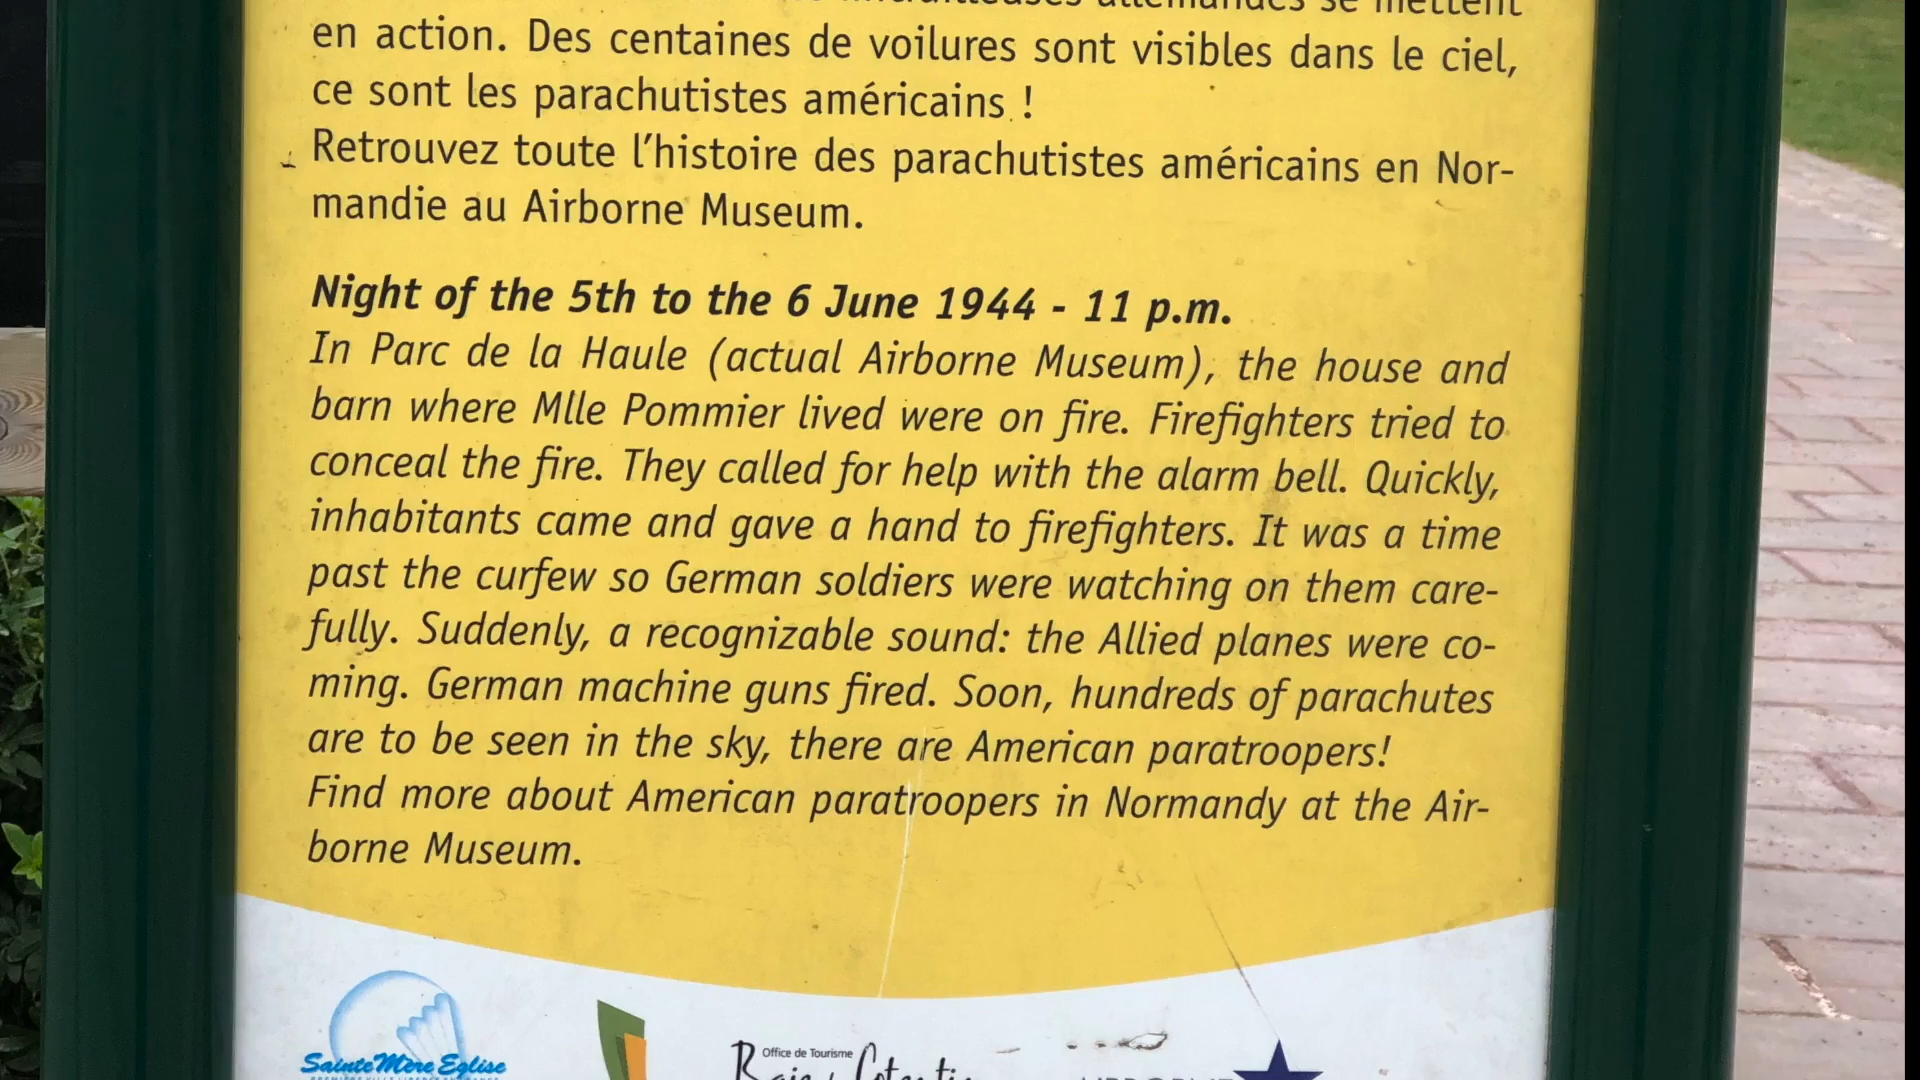 allemandes se mettent
en action. Des centaines de voilures sont visibles dans le ciel,
ce sont les parachutistes américains !
Retrouvez toute l'histoire des parachutistes américains en Nor-
mandie au Airborne Museum.
Night of the 5th to the 6 June 1944 - 11 p.m.
In Parc de la Haule (actual Airborne Museum), the house and
barn where Mlle Pommier lived were on fire. Firefighters tried to
conceal the fire. They called for help with the alarm bell. Quickly,
inhabitants came and gave a hand to firefighters. It was a time
past the curfew so German soldiers were watching on them care-
fully. Suddenly, a recognizable sound: the Allied planes were co-
ming. German machine guns fired. Soon, hundreds of parachutes
are to be seen in the sky, there are American paratroopers!
Find more about American paratroopers in Normandy at the Air-
borne Museum.
Sainte Mère Eglise
Office de Tourisme